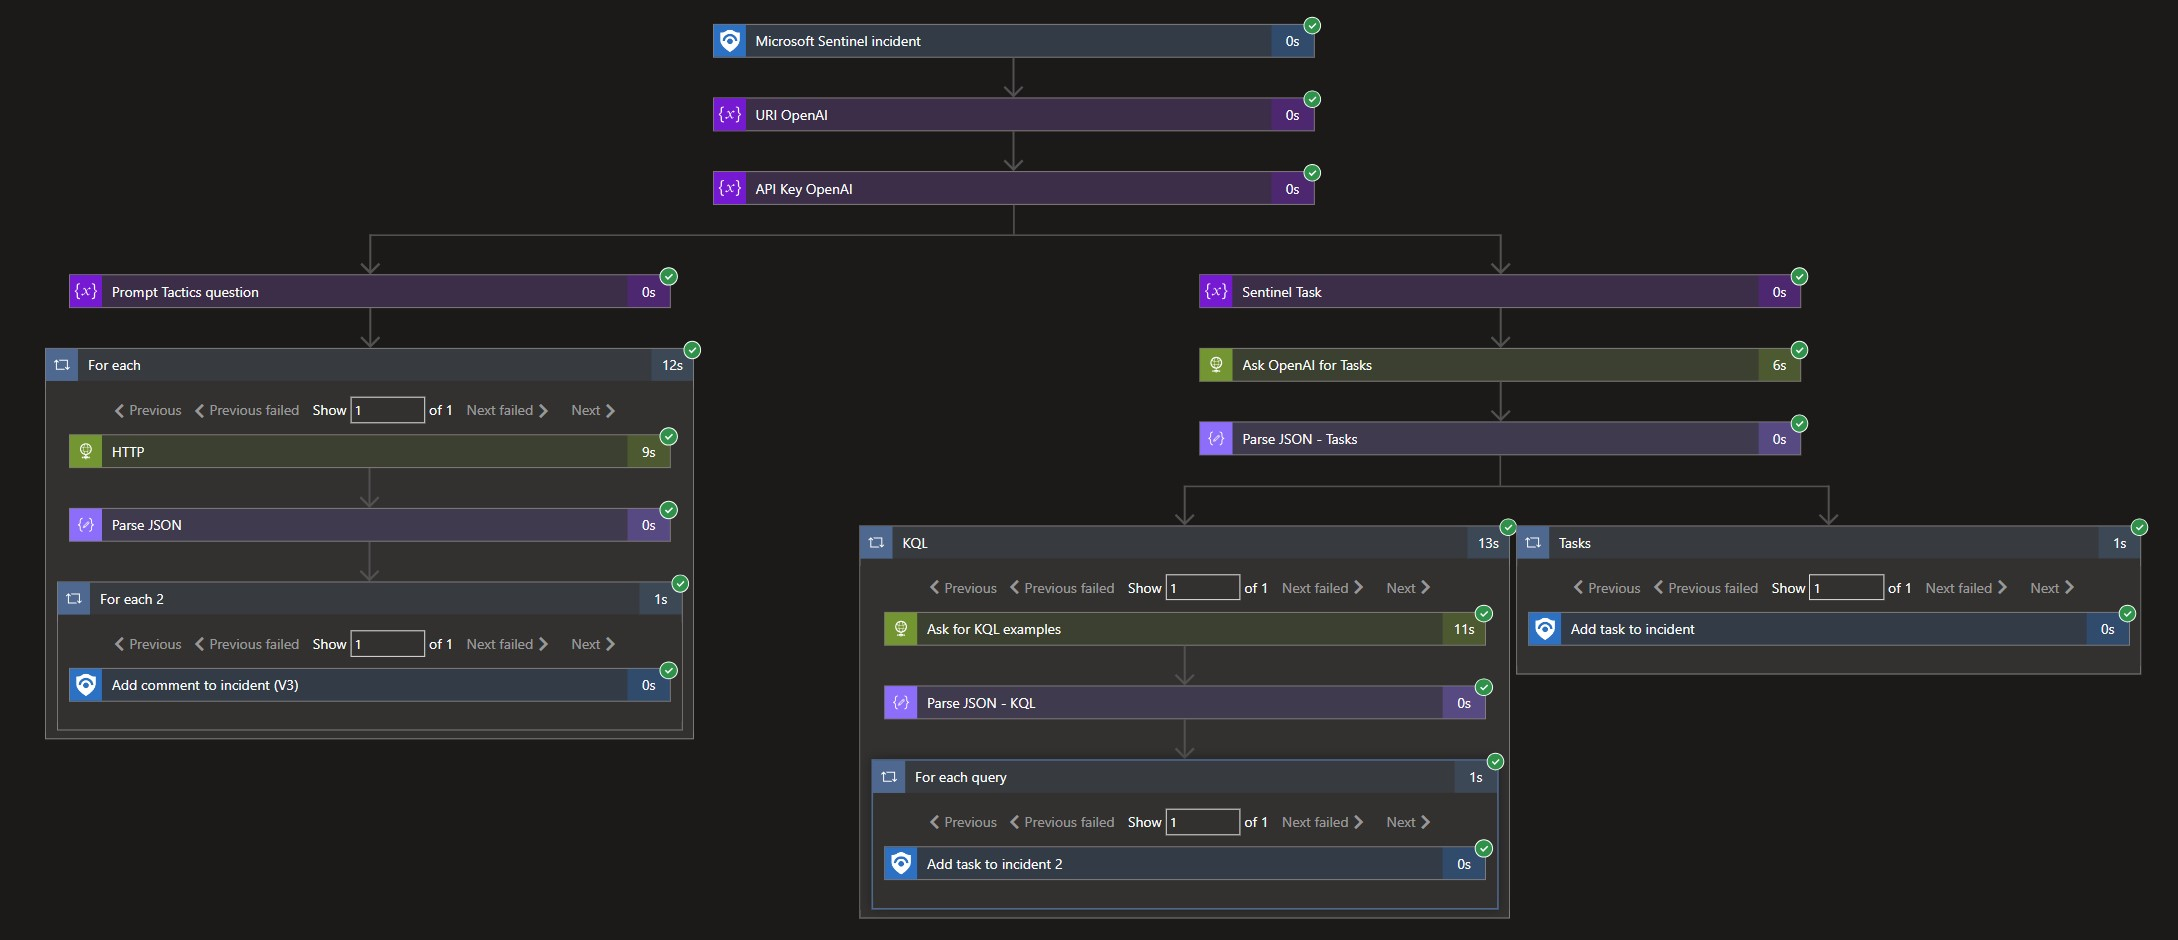 Microsoft Sentinel incident 0s
{x} URI OpenAI 0s
{x} API Key OpenAI 0s
{x} Prompt Tactics question 0s
For each 12s
Previous Previous failed Show 1 of 1 Next failed Next
HTTP 9s
Parse JSON 0s
For each 2 1s
Previous Previous failed Show 1 of 1 Next failed Next
Add comment to incident (V3) 0s
{x} Sentinel Task 0s
Ask OpenAI for Tasks 6s
Parse JSON - Tasks 0s
KQL 13s
Previous Previous failed Show 1 of 1 Next failed Next
Ask for KQL examples 11s
Parse JSON - KQL 0s
For each query 1s
Previous Previous failed Show 1 of 1 Next failed Next
Add task to incident 2 0s
Tasks 1s
Previous Previous failed Show 1 of 1 Next failed Next
Add task to incident 0s